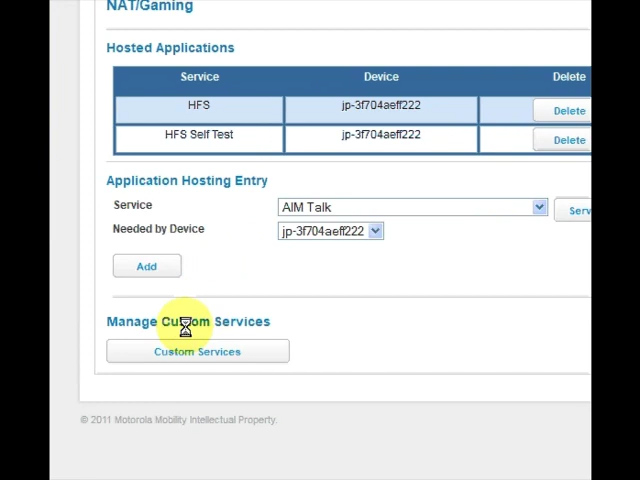 NAT/Gaming
Hosted Applications
Service Device Delete
HFS jp-3f704aeff222 Delete
HFS Self Test jp-3f704aeff222 Delete
Application Hosting Entry
Service AIM Talk Serv
Needed by Device jp-3f704aeff222
Add
Manage Custom Services
Custom Services
© 2011 Motorola Mobility Intellectual Property.